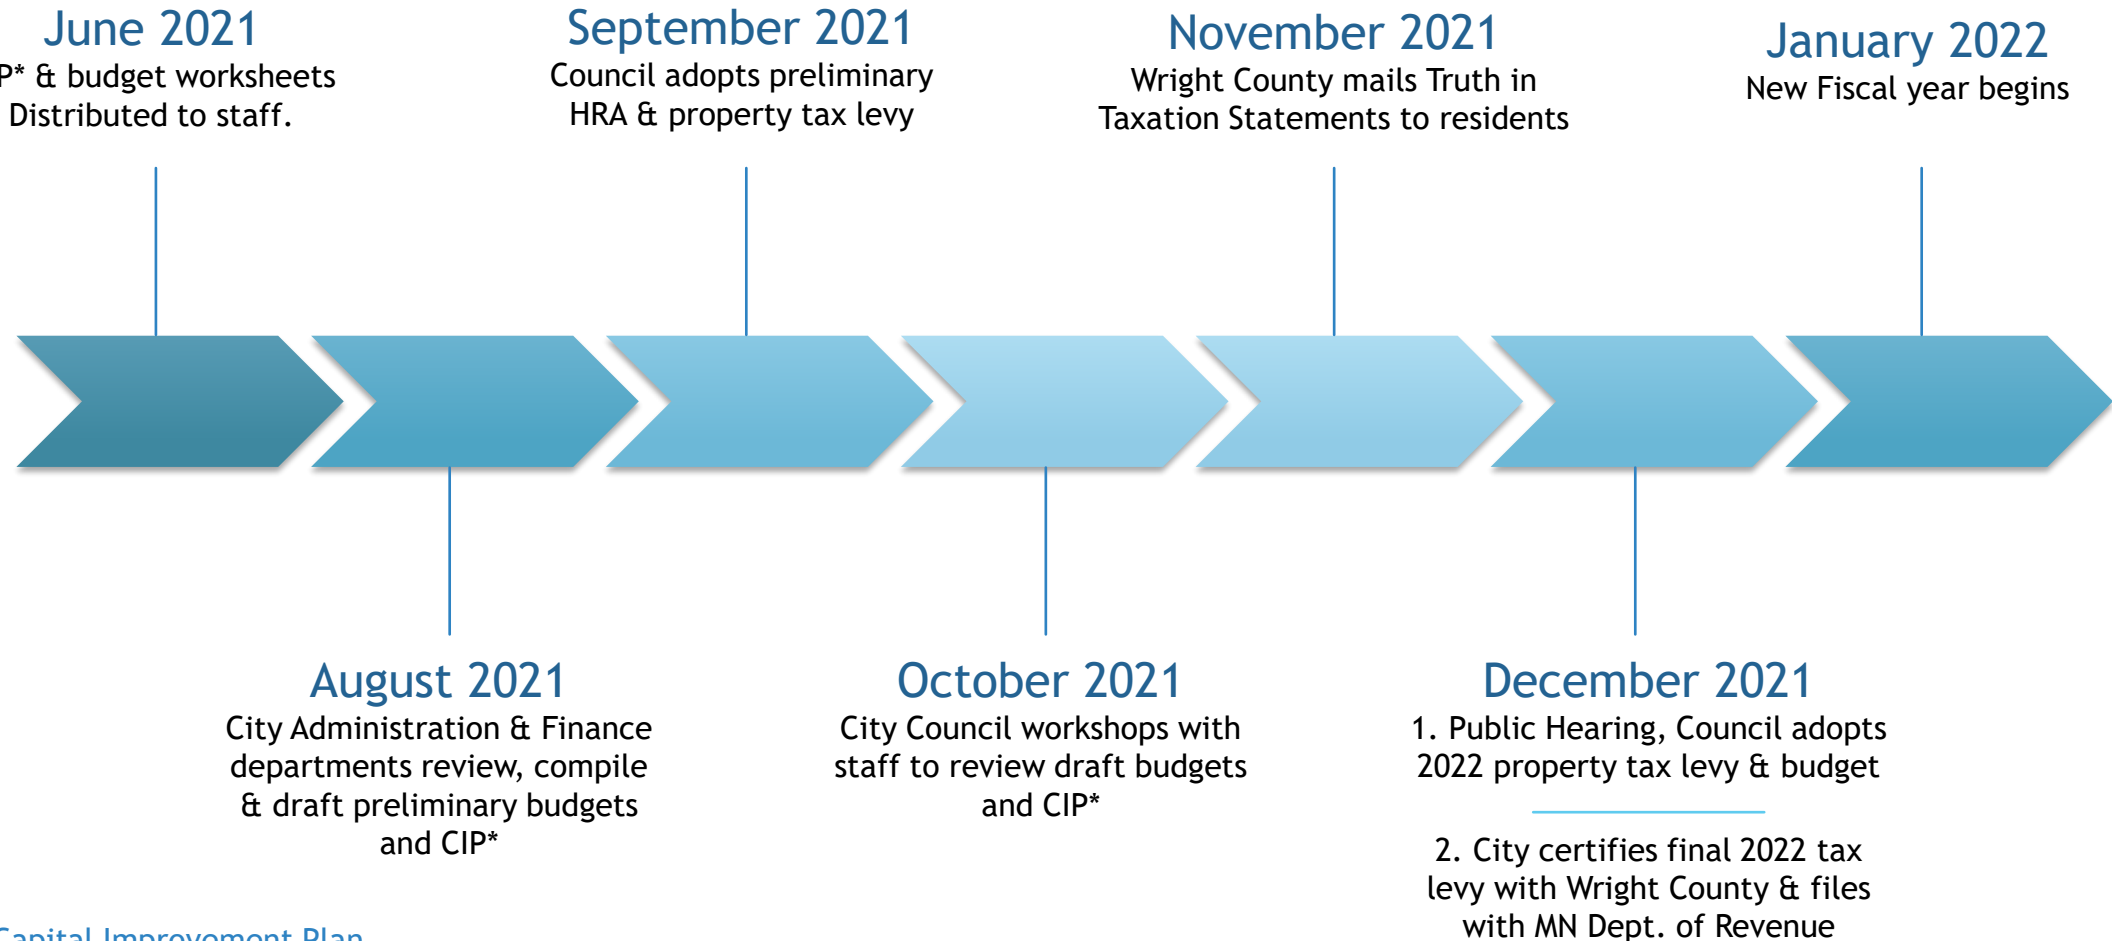 June 2021
P* & budget worksheets
Distributed to staff.
September 2021
Council adopts preliminary
HRA & property tax levy
November 2021
Wright County mails Truth in
Taxation Statements to residents
January 2022
New Fiscal year begins
August 2021
City Administration & Finance
departments review, compile
& draft preliminary budgets
and CIP*
October 2021
City Council workshops with
staff to review draft budgets
and CIP*
December 2021
1. Public Hearing, Council adopts
2022 property tax levy & budget
2. City certifies final 2022 tax
levy with Wright County & files
with MN Dept. of Revenue
Capital Improvement Plan